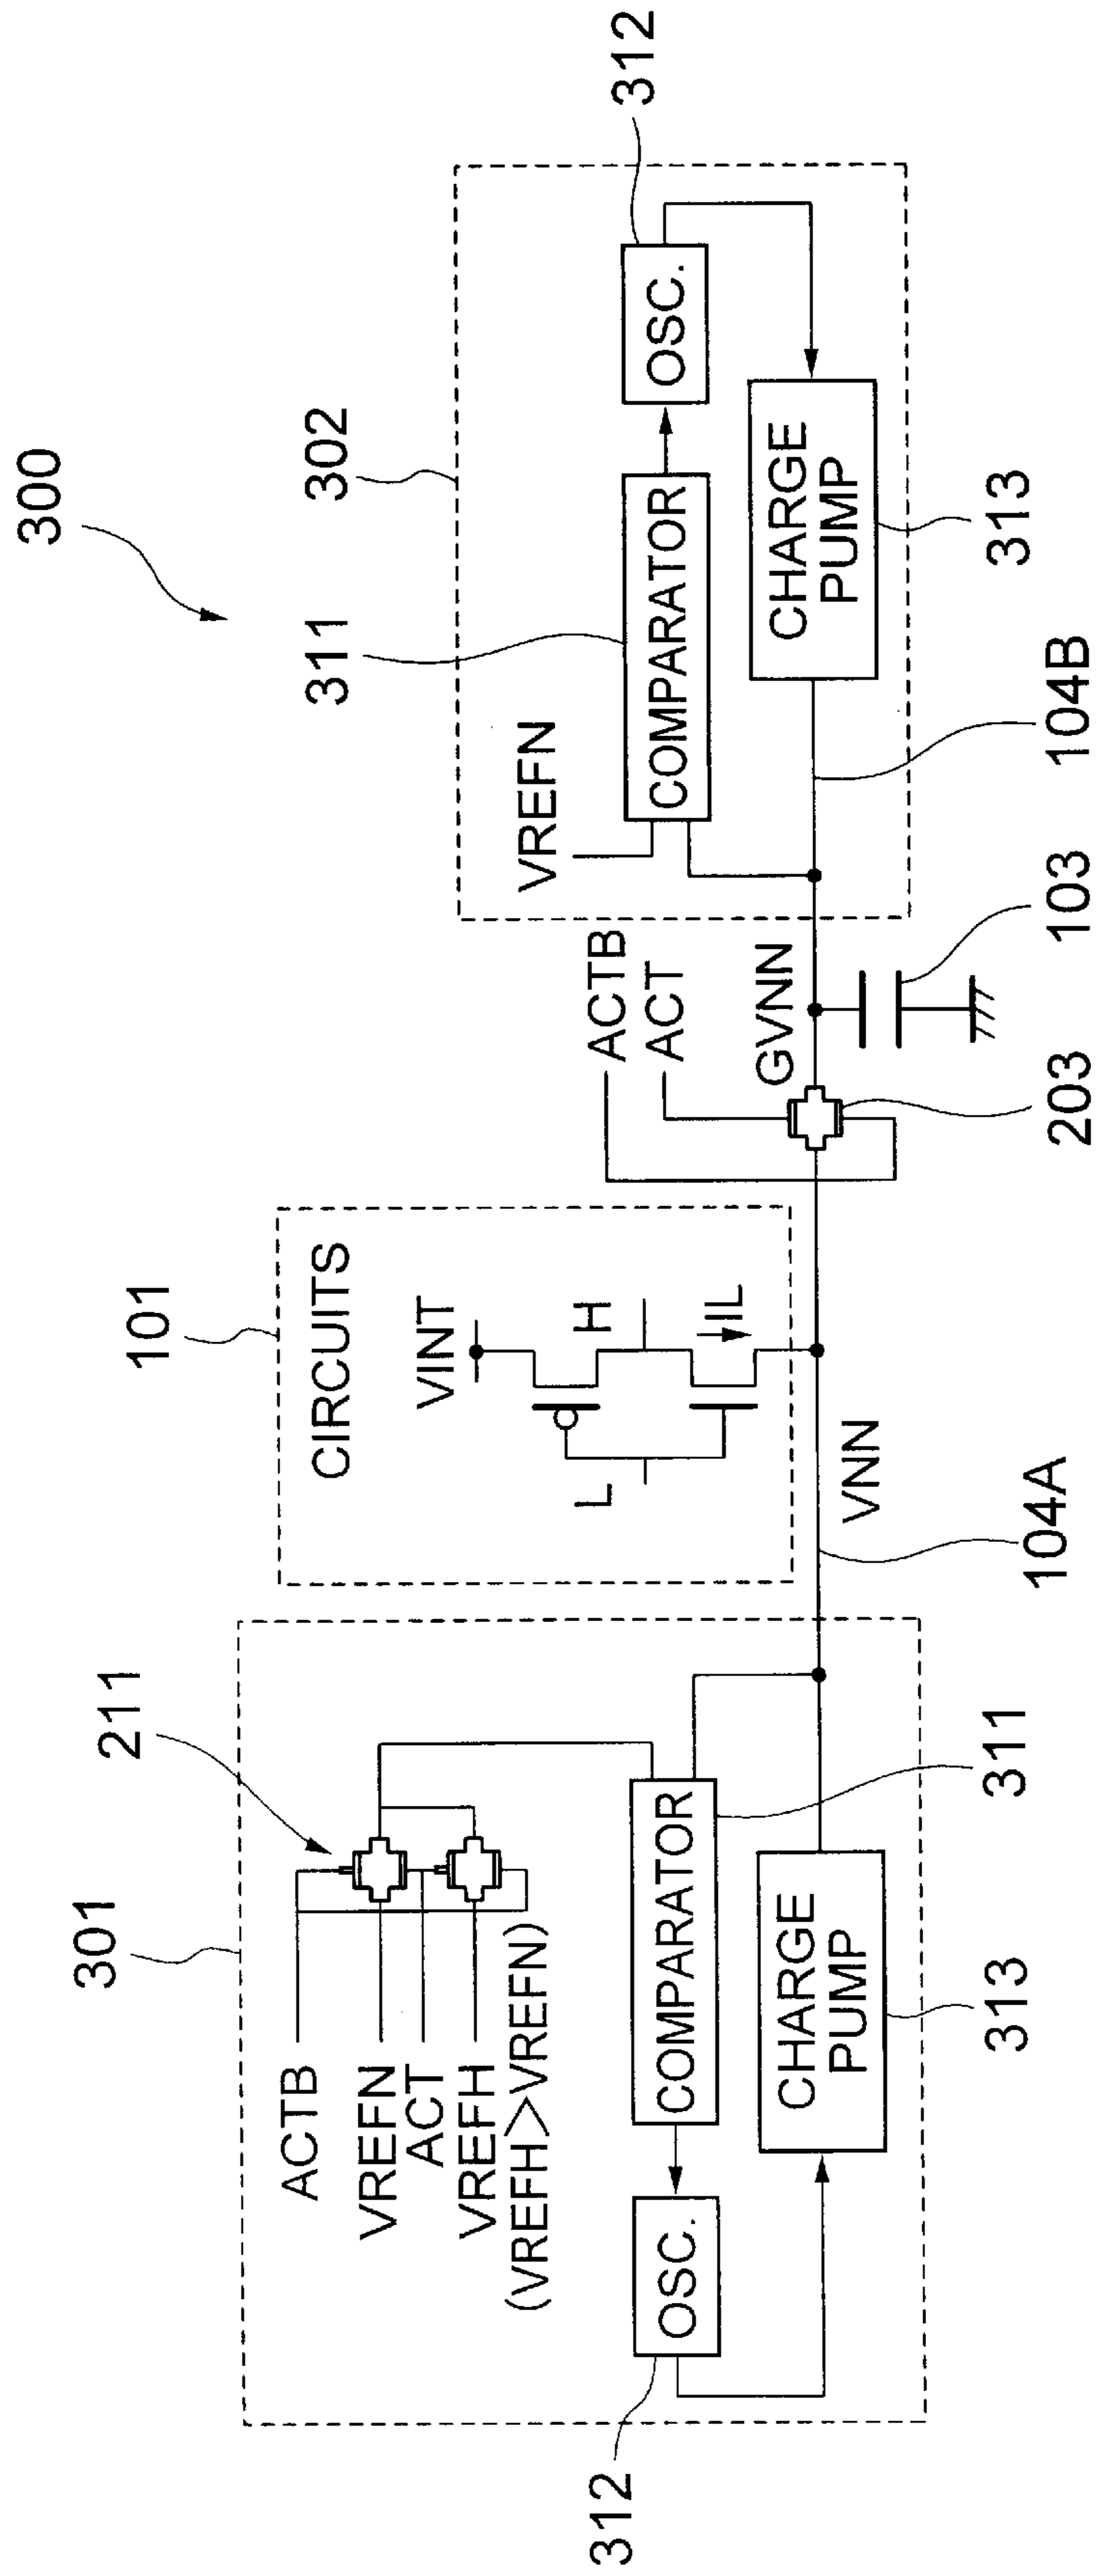 300
301
211
ACTB
VREFN
ACT
VREFH
(VREFH>VREFN)
COMPARATOR
311
OSC.
312
CHARGE
PUMP
313
101
CIRCUITS
VINT
L
H
IL
VNN
104A
ACTB
ACT
GVNN
203
103
302
VREFN
311
COMPARATOR
OSC.
312
CHARGE
PUMP
313
104B